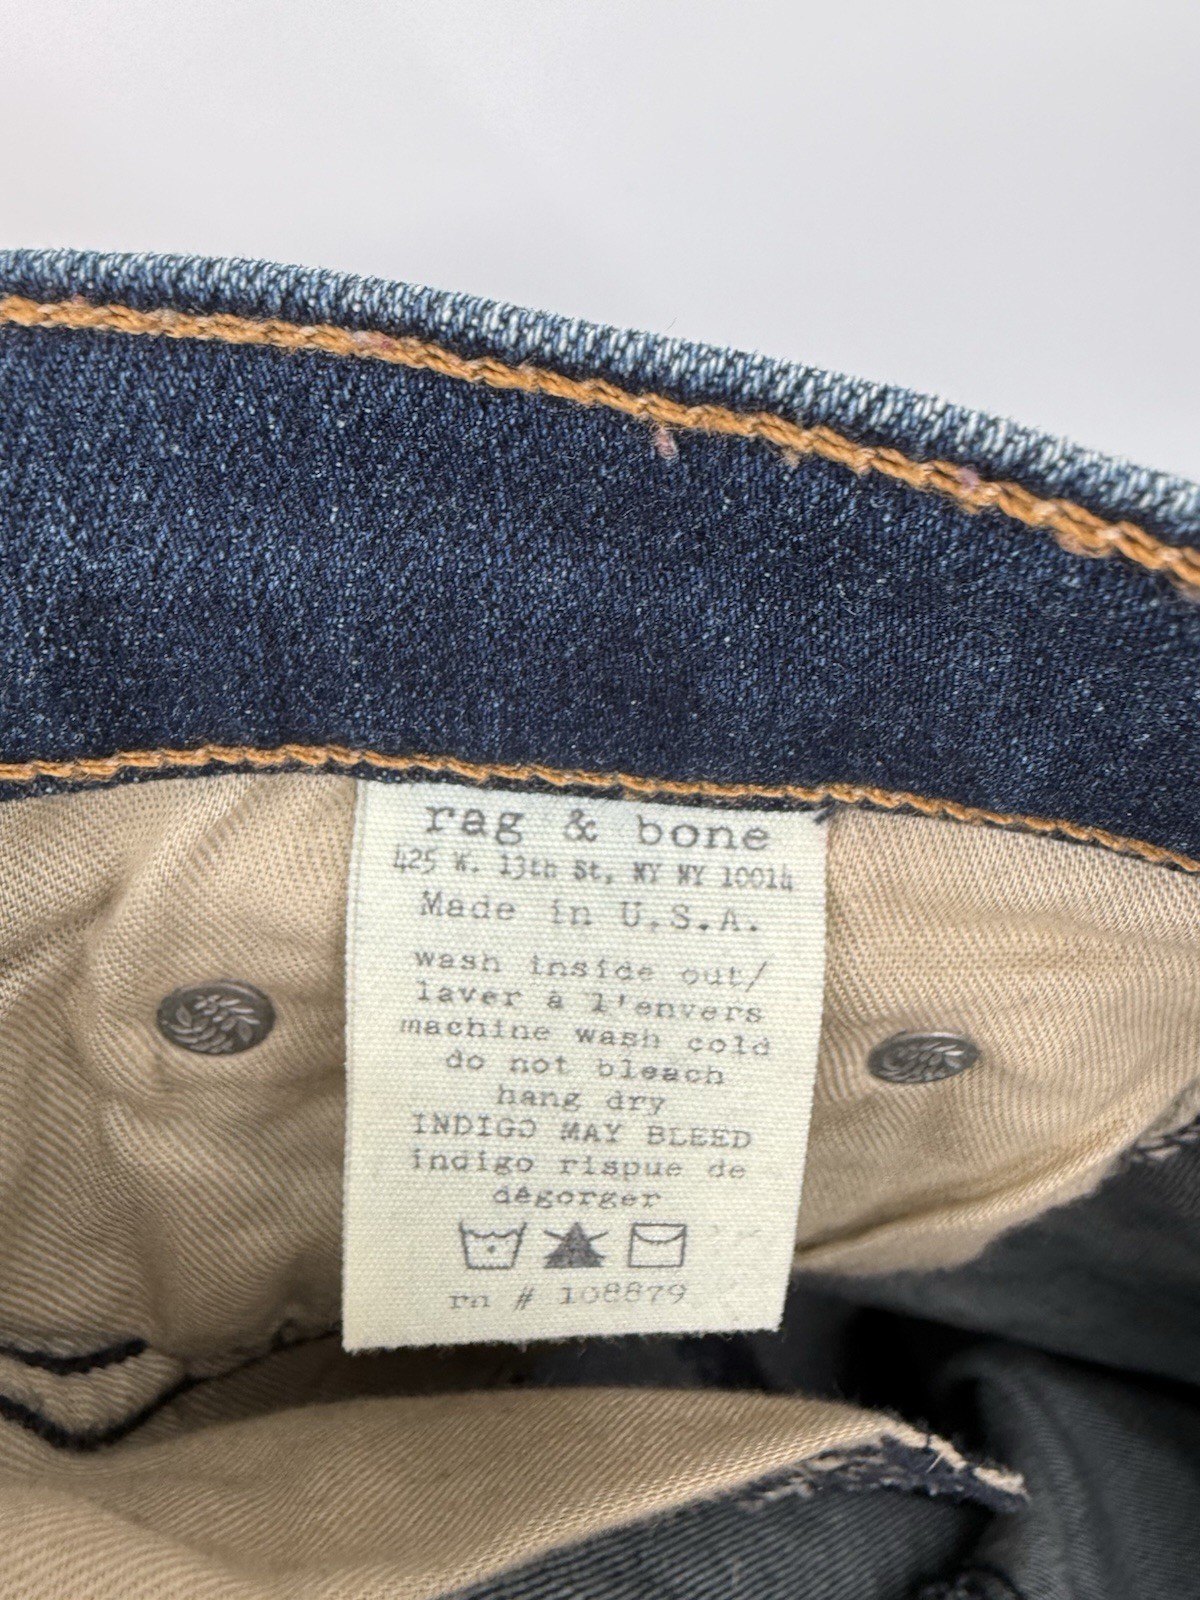 rag & bone
425 W. 13th St, NY NY 10014
Made in U.S.A.
wash inside out/
laver à l'envers
machine wash cold
do not bleach
hang dry
INDIGO MAY BLEED
indigo rispue de
dégorger
rn # 108879